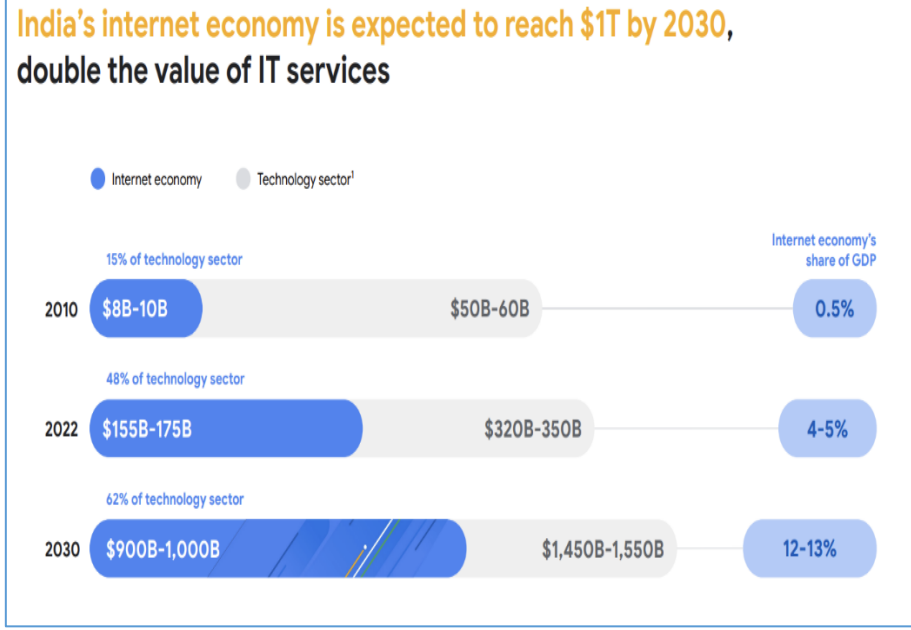 India's internet economy is expected to reach $1T by 2030,
double the value of IT services
Internet economy
Technology sector¹
Internet economy's
share of GDP
15% of technology sector
2010
$8B-10B
$50B-60B
0.5%
48% of technology sector
2022
$155B-175B
$320B-350B
4-5%
62% of technology sector
2030
$900B-1,000B
$1,450B-1,550B
12-13%